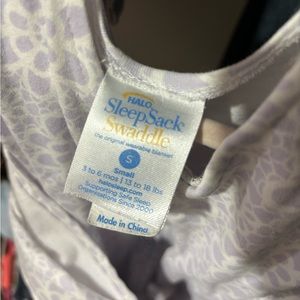 HALO
SleepSack
Swaddle
the original wearable blanket
S
Small
3 to 6 mos | 13 to 18 lbs
halosleep.com
Supporting Safe Sleep
Organizations Since 2000
Made in China